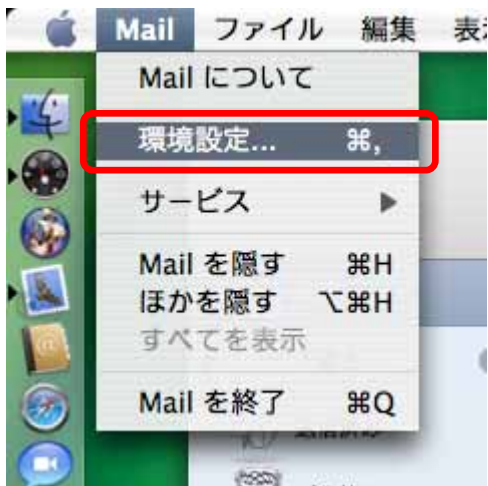 Mail ファイル 編集 表示
Mail について
環境設定... ⌘,
サービス ▶
Mail を隠す ⌘H
ほかを隠す ⌥⌘H
すべてを表示
Mail を終了 ⌘Q